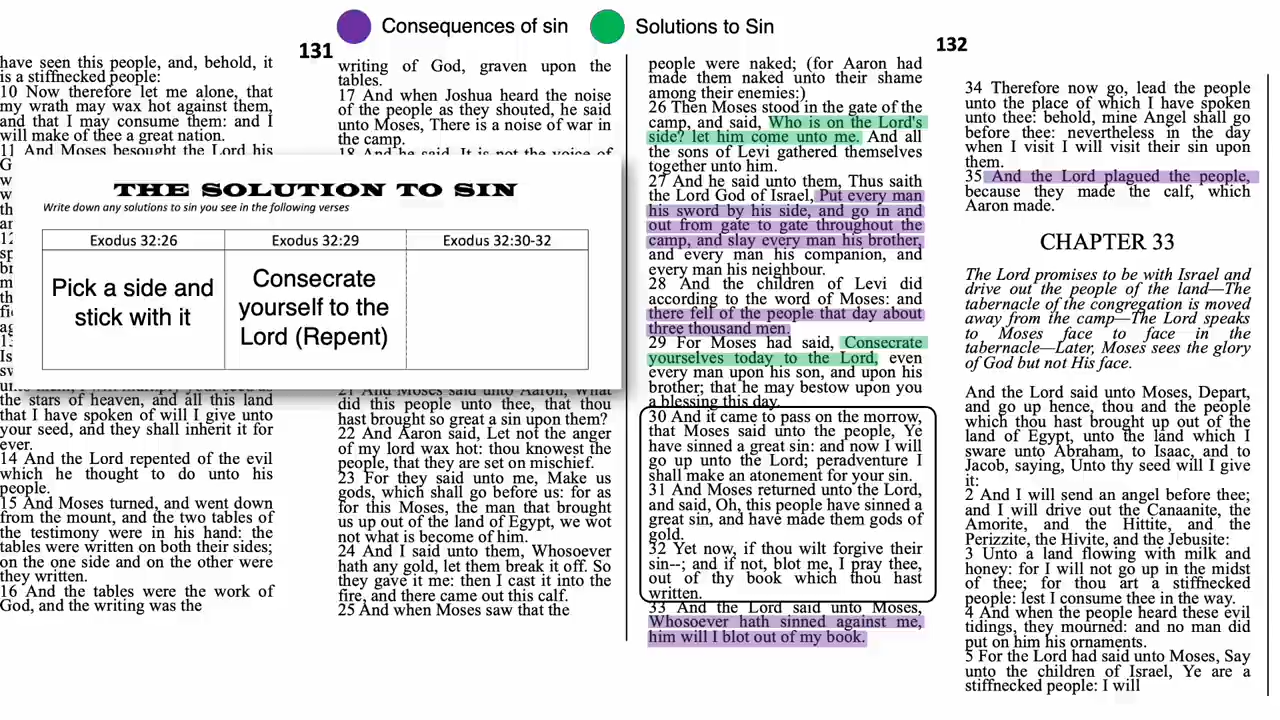 Consequences of sin
Solutions to Sin
131
132
have seen this people, and, behold, it
is a stiffnecked people:
10 Now therefore let me alone, that
my wrath may wax hot against them,
and that I may consume them: and I
will make of thee a great nation.
11 And Moses besought the Lord his
THE SOLUTION TO SIN
Write down any solutions to sin you see in the following verses
Exodus 32:26
Exodus 32:29
Exodus 32:30-32
Pick a side and
stick with it
Consecrate
yourself to the
Lord (Repent)
the stars of heaven, and all this land
that I have spoken of will I give unto
your seed, and they shall inherit it for
ever.
14 And the Lord repented of the evil
which he thought to do unto his
people.
15 And Moses turned, and went down
from the mount, and the two tables of
the testimony were in his hand: the
tables were written on both their sides;
on the one side and on the other were
they written.
16 And the tables were the work of
God, and the writing was the
writing of God, graven upon the
tables.
17 And when Joshua heard the noise
of the people as they shouted, he said
unto Moses, There is a noise of war in
the camp.
18 And he said, It is not the voice of
21 And Moses said unto Aaron, What
did this people unto thee, that thou
hast brought so great a sin upon them?
22 And Aaron said, Let not the anger
of my lord wax hot: thou knowest the
people, that they are set on mischief.
23 For they said unto me, Make us
gods, which shall go before us: for as
for this Moses, the man that brought
us up out of the land of Egypt, we wot
not what is become of him.
24 And I said unto them, Whosoever
hath any gold, let them break it off. So
they gave it me: then I cast it into the
fire, and there came out this calf.
25 And when Moses saw that the
people were naked; (for Aaron had
made them naked unto their shame
among their enemies:)
26 Then Moses stood in the gate of the
camp, and said, Who is on the Lord's
side? let him come unto me. And all
the sons of Levi gathered themselves
together unto him.
27 And he said unto them, Thus saith
the Lord God of Israel, Put every man
his sword by his side, and go in and
out from gate to gate throughout the
camp, and slay every man his brother,
and every man his companion, and
every man his neighbour.
28 And the children of Levi did
according to the word of Moses: and
there fell of the people that day about
three thousand men.
29 For Moses had said, Consecrate
yourselves today to the Lord, even
every man upon his son, and upon his
brother; that he may bestow upon you
a blessing this day.
30 And it came to pass on the morrow,
that Moses said unto the people, Ye
have sinned a great sin: and now I will
go up unto the Lord; peradventure I
shall make an atonement for your sin.
31 And Moses returned unto the Lord,
and said, Oh, this people have sinned a
great sin, and have made them gods of
gold.
32 Yet now, if thou wilt forgive their
sin--; and if not, blot me, I pray thee,
out of thy book which thou hast
written.
33 And the Lord said unto Moses,
Whosoever hath sinned against me,
him will I blot out of my book.
34 Therefore now go, lead the people
unto the place of which I have spoken
unto thee: behold, mine Angel shall go
before thee: nevertheless in the day
when I visit I will visit their sin upon
them.
35 And the Lord plagued the people,
because they made the calf, which
Aaron made.
CHAPTER 33
The Lord promises to be with Israel and
drive out the people of the land—The
tabernacle of the congregation is moved
away from the camp—The Lord speaks
to Moses face to face in the
tabernacle—Later, Moses sees the glory
of God but not His face.
And the Lord said unto Moses, Depart,
and go up hence, thou and the people
which thou hast brought up out of the
land of Egypt, unto the land which I
sware unto Abraham, to Isaac, and to
Jacob, saying, Unto thy seed will I give
it:
2 And I will send an angel before thee;
and I will drive out the Canaanite, the
Amorite, and the Hittite, and the
Perizzite, the Hivite, and the Jebusite:
3 Unto a land flowing with milk and
honey: for I will not go up in the midst
of thee; for thou art a stiffnecked
people: lest I consume thee in the way.
4 And when the people heard these evil
tidings, they mourned: and no man did
put on him his ornaments.
5 For the Lord had said unto Moses, Say
unto the children of Israel, Ye are a
stiffnecked people: I will